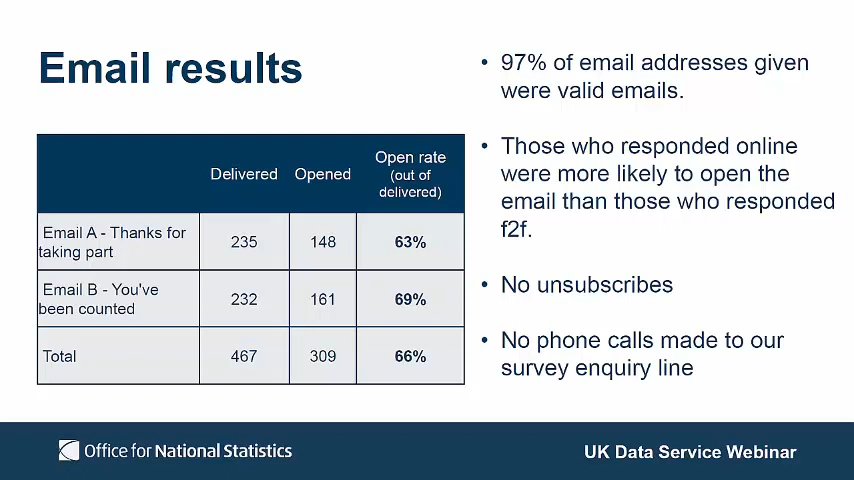 Email results
Delivered Opened Open rate
(out of
delivered)
Email A - Thanks for
taking part
235 148 63%
Email B - You've
been counted
232 161 69%
Total 467 309 66%
• 97% of email addresses given
were valid emails.
• Those who responded online
were more likely to open the
email than those who responded
f2f.
• No unsubscribes
• No phone calls made to our
survey enquiry line
Office for National Statistics
UK Data Service Webinar